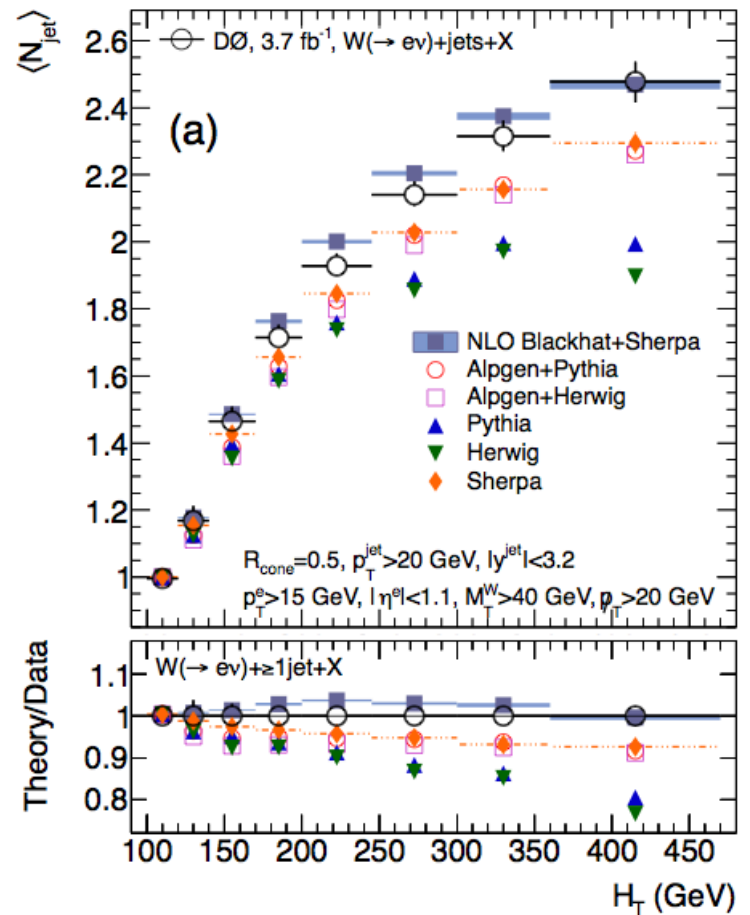 ⟨N_jet⟩
2.6
2.4
2.2
2
1.8
1.6
1.4
1.2
1
DØ, 3.7 fb⁻¹, W(→ eν)+jets+X
(a)
NLO Blackhat+Sherpa
Alpgen+Pythia
Alpgen+Herwig
Pythia
Herwig
Sherpa
R_cone=0.5, p_T^jet>20 GeV, |y^jet|<3.2
p_T^e>15 GeV, |η^e|<1.1, M_T^W>40 GeV, p̸_T>20 GeV
Theory/Data
1.1
1
0.9
0.8
W(→ eν)+≥1jet+X
100 150 200 250 300 350 400 450
H_T (GeV)